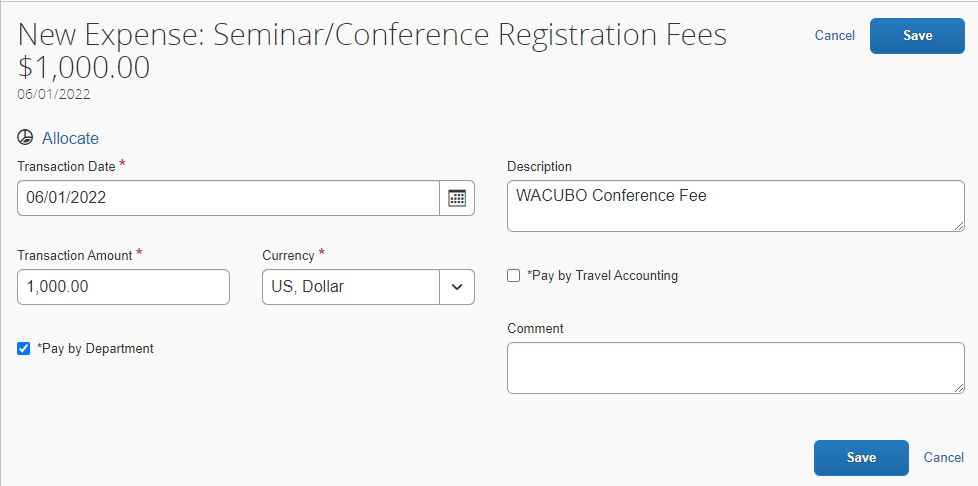 New Expense: Seminar/Conference Registration Fees
$1,000.00
06/01/2022
Cancel
Save
Allocate
Transaction Date *
06/01/2022
Description
WACUBO Conference Fee
Transaction Amount *
1,000.00
Currency *
US, Dollar
*Pay by Travel Accounting
*Pay by Department
Comment
Save
Cancel